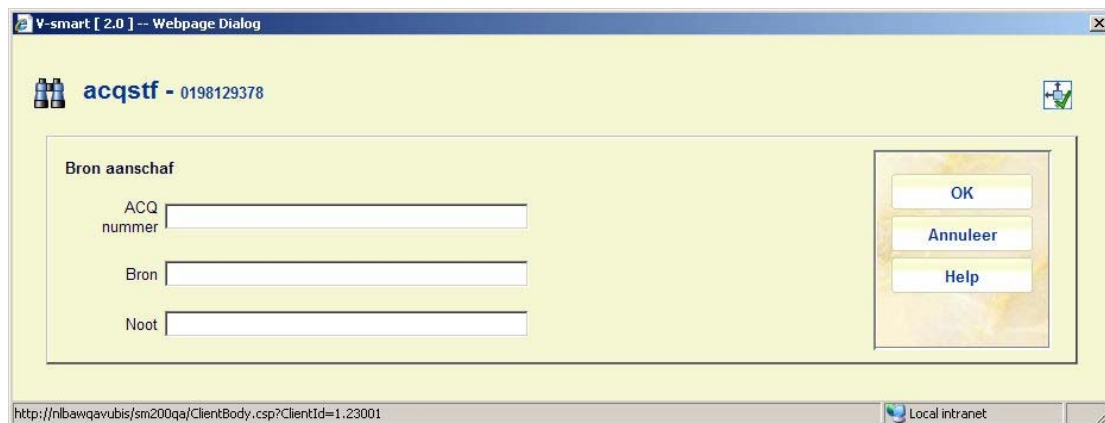 V-smart [ 2.0 ] -- Webpage Dialog
acqstf - 0198129378
Bron aanschaf
ACQ
nummer
Bron
Noot
OK
Annuleer
Help
http://nlbawqavubis/sm200qa/ClientBody.csp?ClientId=1.23001
Local intranet